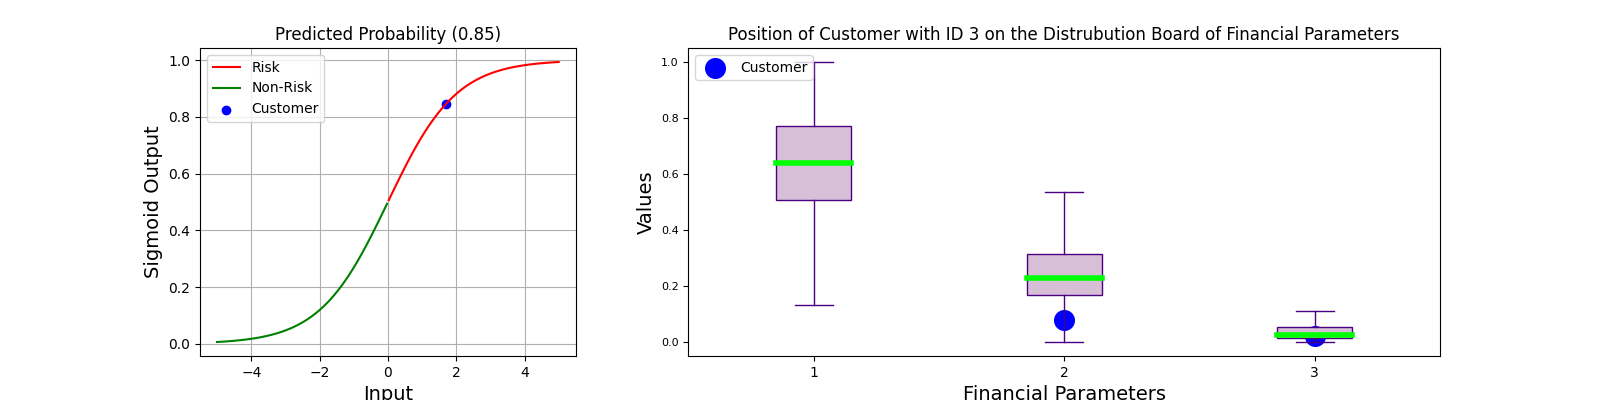 Predicted Probability (0.85)
Sigmoid Output
1.0
0.8
0.6
0.4
0.2
0.0
Risk
Non-Risk
Customer
−4
−2
0
2
4
Input
Position of Customer with ID 3 on the Distrubution Board of Financial Parameters
Values
1.0
0.8
0.6
0.4
0.2
0.0
Customer
1
2
3
Financial Parameters